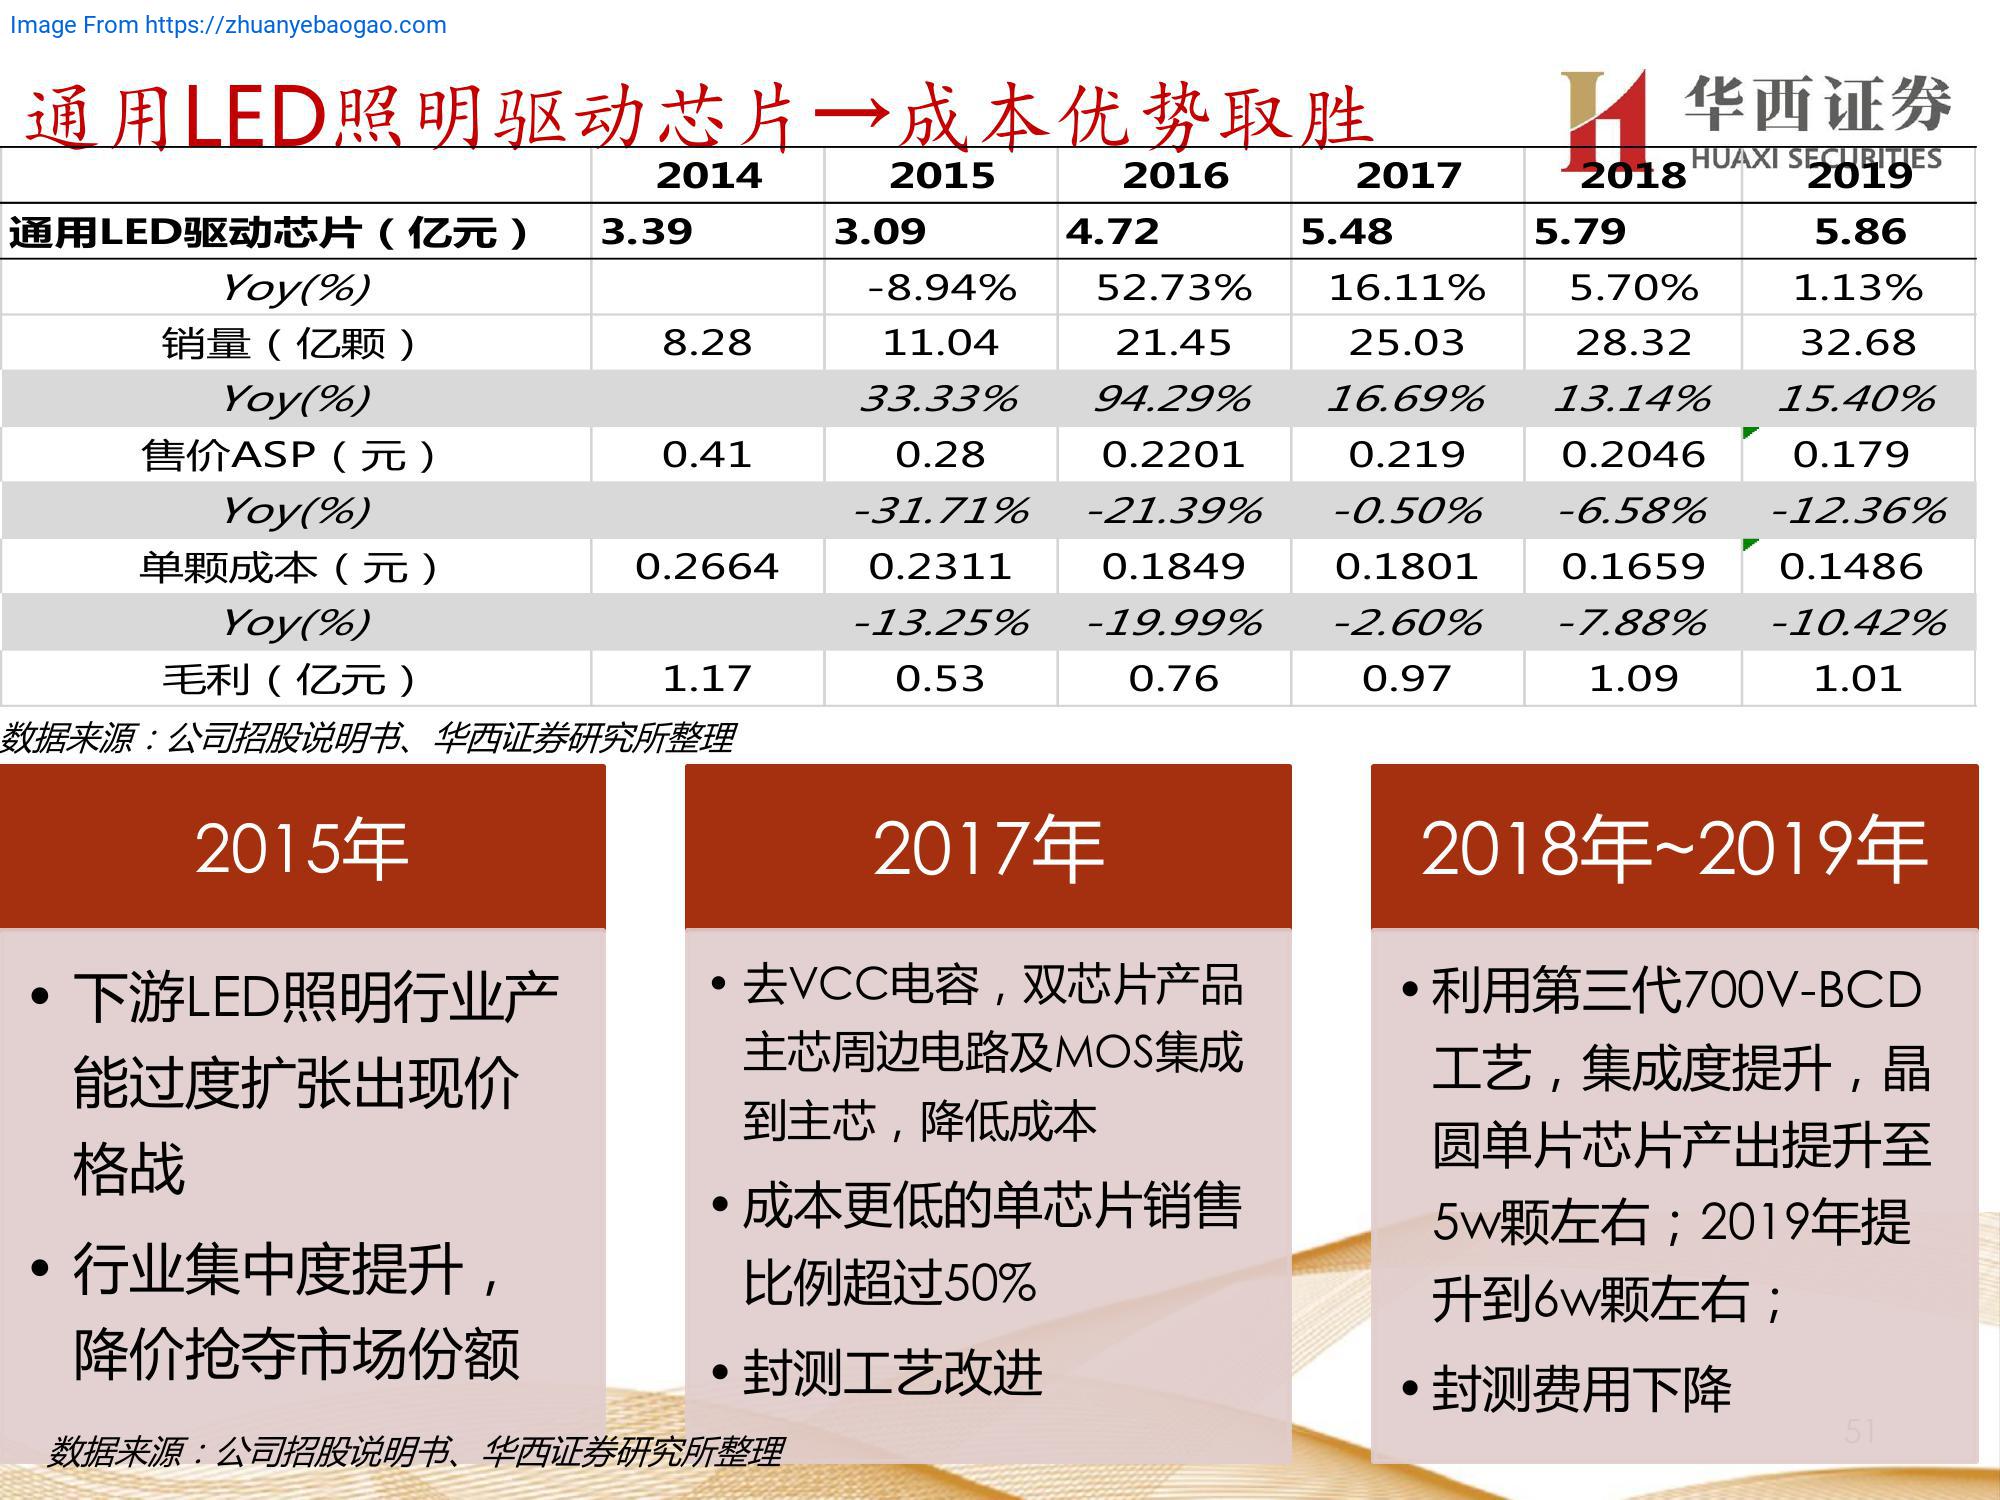 Image From https://zhuanyebaogao.com
通用LED照明驱动芯片→成本优势取胜
华西证券
HUAXI SECURITIES
2014 2015 2016 2017 2018 2019
通用LED驱动芯片（亿元） 3.39 3.09 4.72 5.48 5.79 5.86
Yoy(%) -8.94% 52.73% 16.11% 5.70% 1.13%
销量（亿颗） 8.28 11.04 21.45 25.03 28.32 32.68
Yoy(%) 33.33% 94.29% 16.69% 13.14% 15.40%
售价ASP（元） 0.41 0.28 0.2201 0.219 0.2046 0.179
Yoy(%) -31.71% -21.39% -0.50% -6.58% -12.36%
单颗成本（元） 0.2664 0.2311 0.1849 0.1801 0.1659 0.1486
Yoy(%) -13.25% -19.99% -2.60% -7.88% -10.42%
毛利（亿元） 1.17 0.53 0.76 0.97 1.09 1.01
数据来源：公司招股说明书、华西证券研究所整理
2015年
• 下游LED照明行业产
能过度扩张出现价
格战
• 行业集中度提升，
降价抢夺市场份额
2017年
• 去VCC电容，双芯片产品
主芯周边电路及MOS集成
到主芯，降低成本
• 成本更低的单芯片销售
比例超过50%
• 封测工艺改进
2018年~2019年
• 利用第三代700V-BCD
工艺，集成度提升，晶
圆单片芯片产出提升至
5w颗左右；2019年提
升到6w颗左右；
• 封测费用下降
51
数据来源：公司招股说明书、华西证券研究所整理